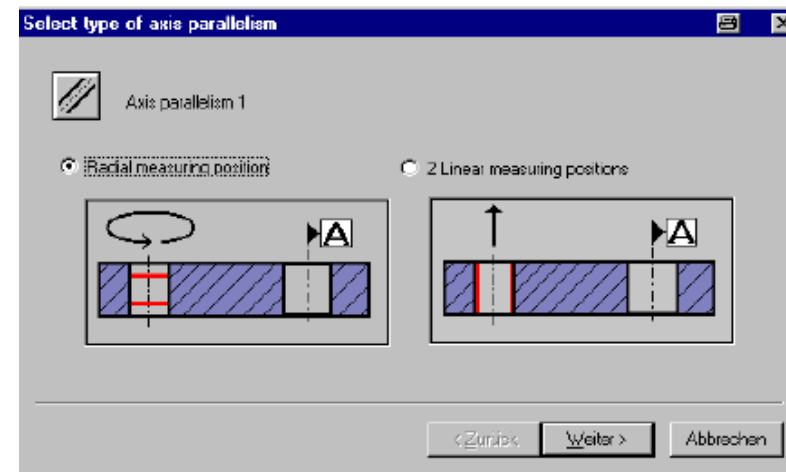 Select type of axis parallelism
Axis parallelism 1
Radial measuring position
2 Linear measuring positions
A
A
< Zurück
Weiter >
Abbrechen